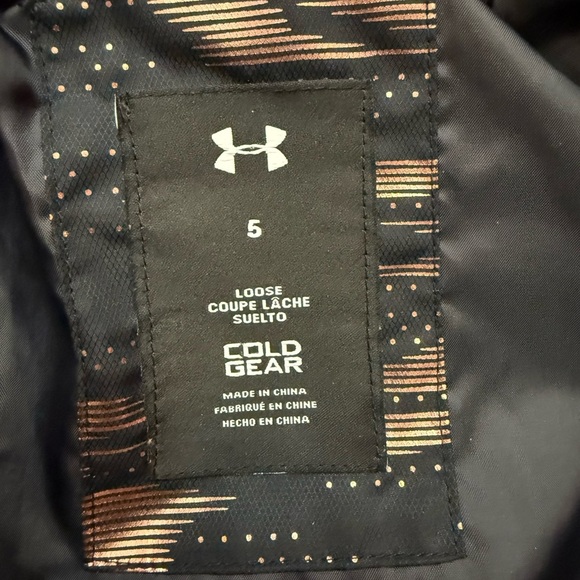 5
LOOSE
COUPE LÂCHE
SUELTO
COLD
GEAR
MADE IN CHINA
FABRIQUÉ EN CHINE
HECHO EN CHINA